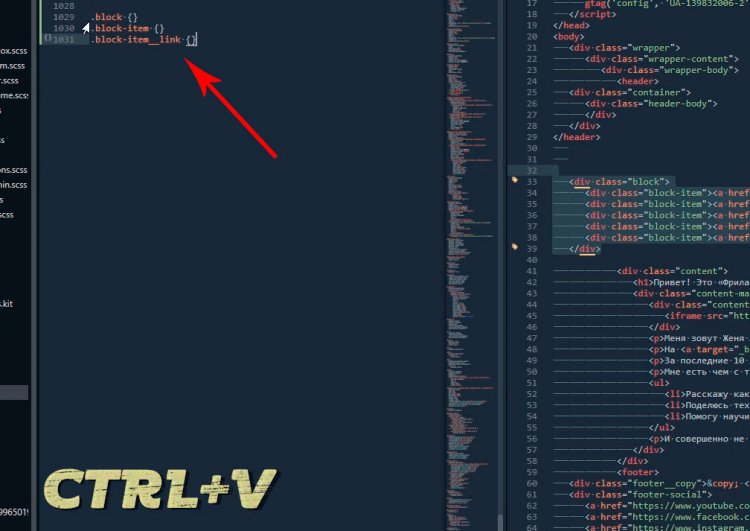 1028
1029 .block {}
1030 .block-item {}
{} 1031 .block-item__link {}
ox.scss
m.scss
r.scss
ome.scss
ss
s
ons.scss
min.scss
s
scss
.kit
9965019
CTRL+V
17 gtag('config', 'UA-139832006-2'
18 </script>
19 </head>
20 <body>
21 <div class="wrapper">
22 <div class="wrapper-content">
23 <div class="wrapper-body">
24 <header>
25 <div class="container">
26 <div class="header-body">
27 </div>
28 </div>
29 </header>
30
31
32
33 <div class="block">
34 <div class="block-item"><a href
35 <div class="block-item"><a href
36 <div class="block-item"><a href
37 <div class="block-item"><a href
38 <div class="block-item"><a href
39 </div>
40
41 <div class="content">
42 <h1>Привет! Это «Фрила
43 <div class="content-ma
44 <div class="content
45 <iframe src="htt
46 </div>
47 <p>Меня зовут Женя
48 <p>На <a target="_b
49 <p>За последние 10
50 <p>Мне есть чем с т
51 <ul>
52 <li>Расскажу как
53 <li>Поделюсь тех
54 <li>Помогу научи
55 </ul>
56 <p>И совершенно не
57 </div>
58 </div>
59 <footer>
60 <div class="footer__copy">&copy; <
61 <div class="footer-social">
62 <a href="https://www.youtube.co
63 <a href="https://www.facebook.c
64 <a href="https://www.instagram.